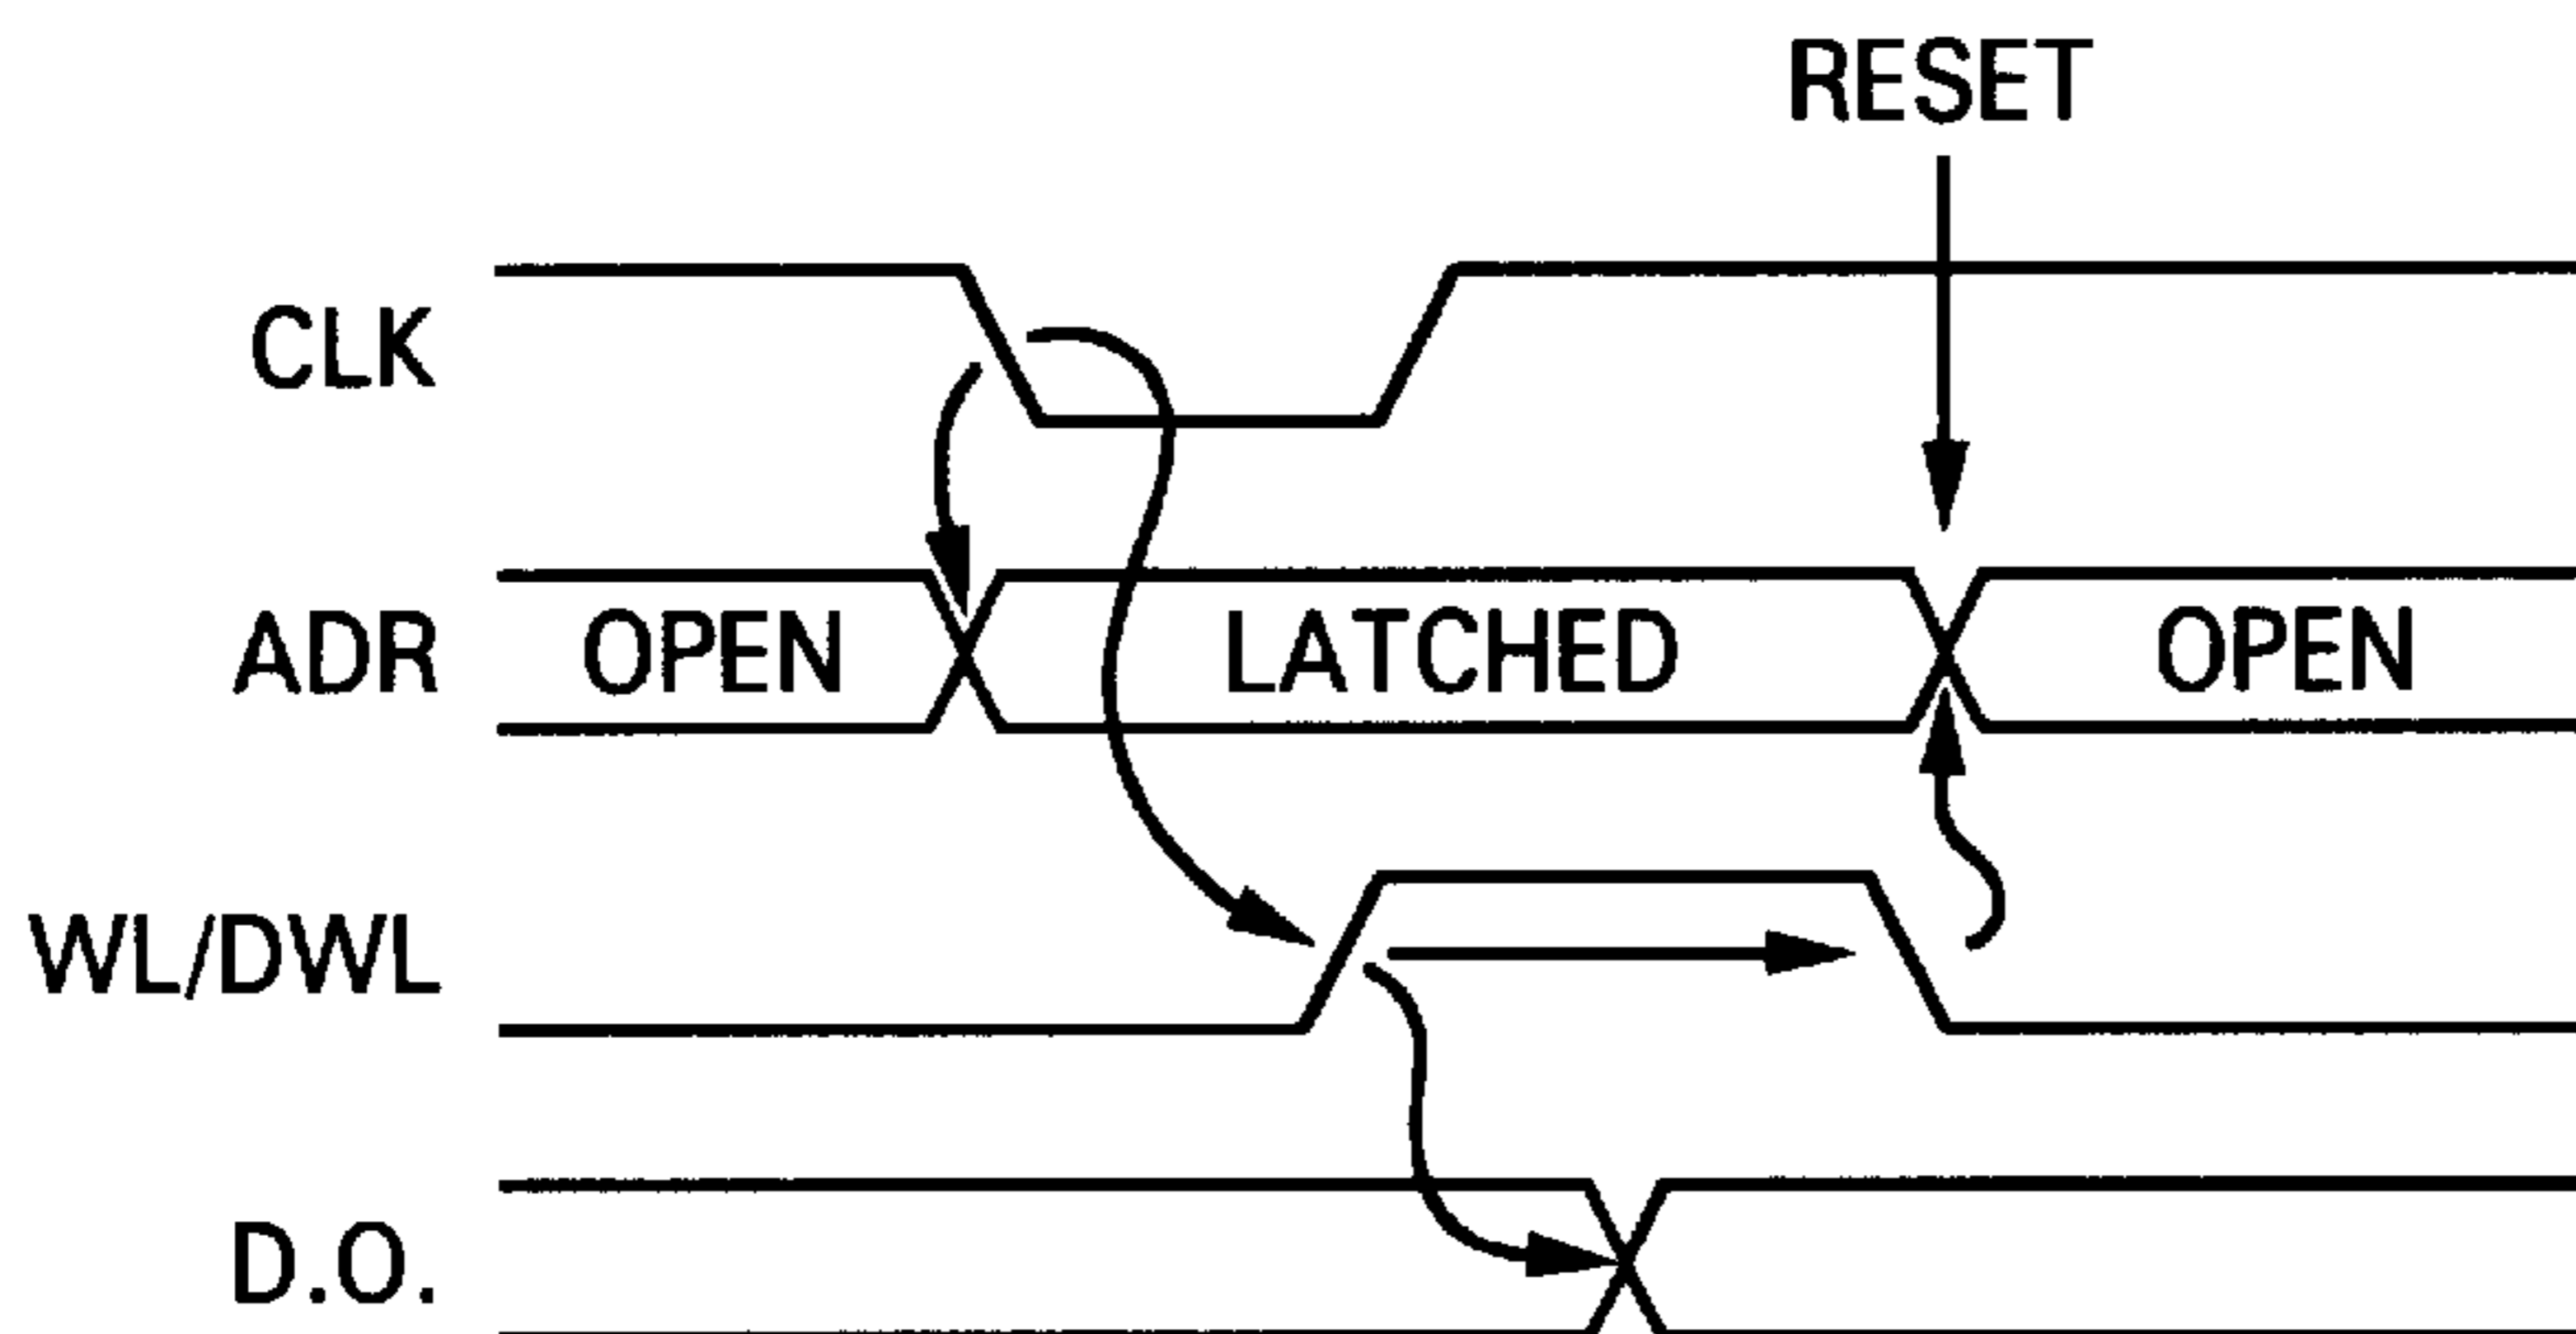 RESET
CLK
ADR OPEN LATCHED OPEN
WL/DWL
D.O.